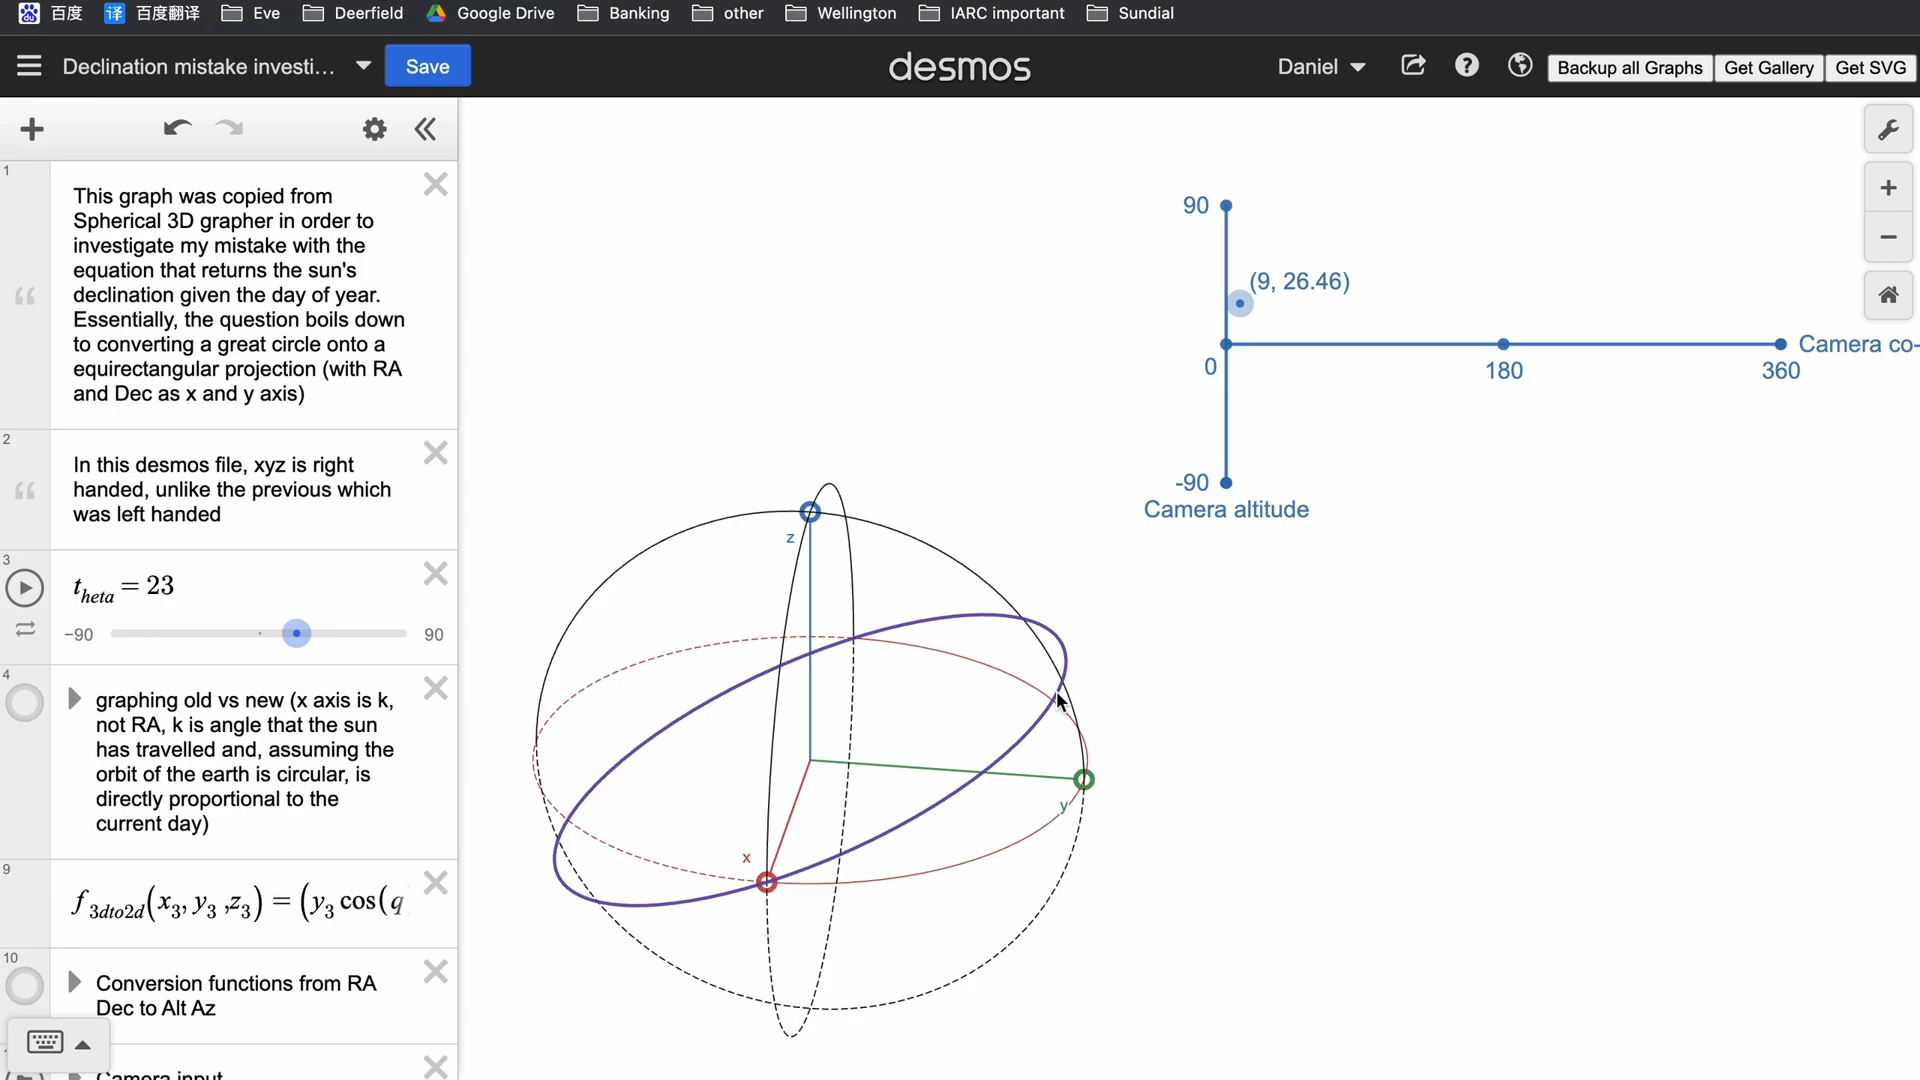 百度
译 百度翻译
Eve
Deerfield
Google Drive
Banking
other
Wellington
IARC important
Sundial
Declination mistake investi...
Save
desmos
Daniel
Backup all Graphs
Get Gallery
Get SVG
1
This graph was copied from
Spherical 3D grapher in order to
investigate my mistake with the
equation that returns the sun's
declination given the day of year.
Essentially, the question boils down
to converting a great circle onto a
equirectangular projection (with RA
and Dec as x and y axis)
2
In this desmos file, xyz is right
handed, unlike the previous which
was left handed
3
t_heta = 23
-90
90
4
graphing old vs new (x axis is k,
not RA, k is angle that the sun
has travelled and, assuming the
orbit of the earth is circular, is
directly proportional to the
current day)
9
f_3dto2d(x_3, y_3, z_3) = (y_3 cos(q
10
Conversion functions from RA
Dec to Alt Az
Camera input
90
(9, 26.46)
0
180
360
Camera co-
-90
Camera altitude
z
y
x